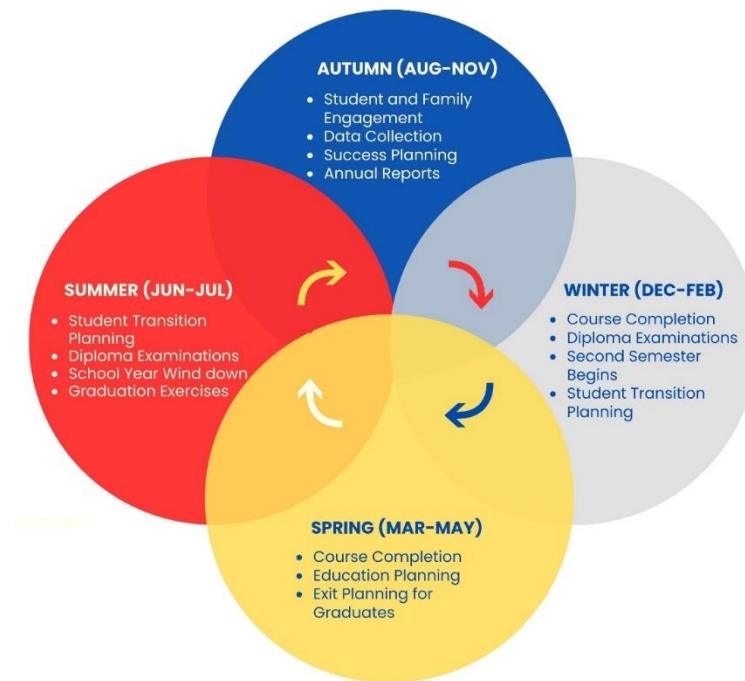 AUTUMN (AUG-NOV)
• Student and Family
Engagement
• Data Collection
• Success Planning
• Annual Reports
SUMMER (JUN-JUL)
• Student Transition
Planning
• Diploma Examinations
• School Year Wind down
• Graduation Exercises
WINTER (DEC-FEB)
• Course Completion
• Diploma Examinations
• Second Semester
Begins
• Student Transition
Planning
SPRING (MAR-MAY)
• Course Completion
• Education Planning
• Exit Planning for
Graduates